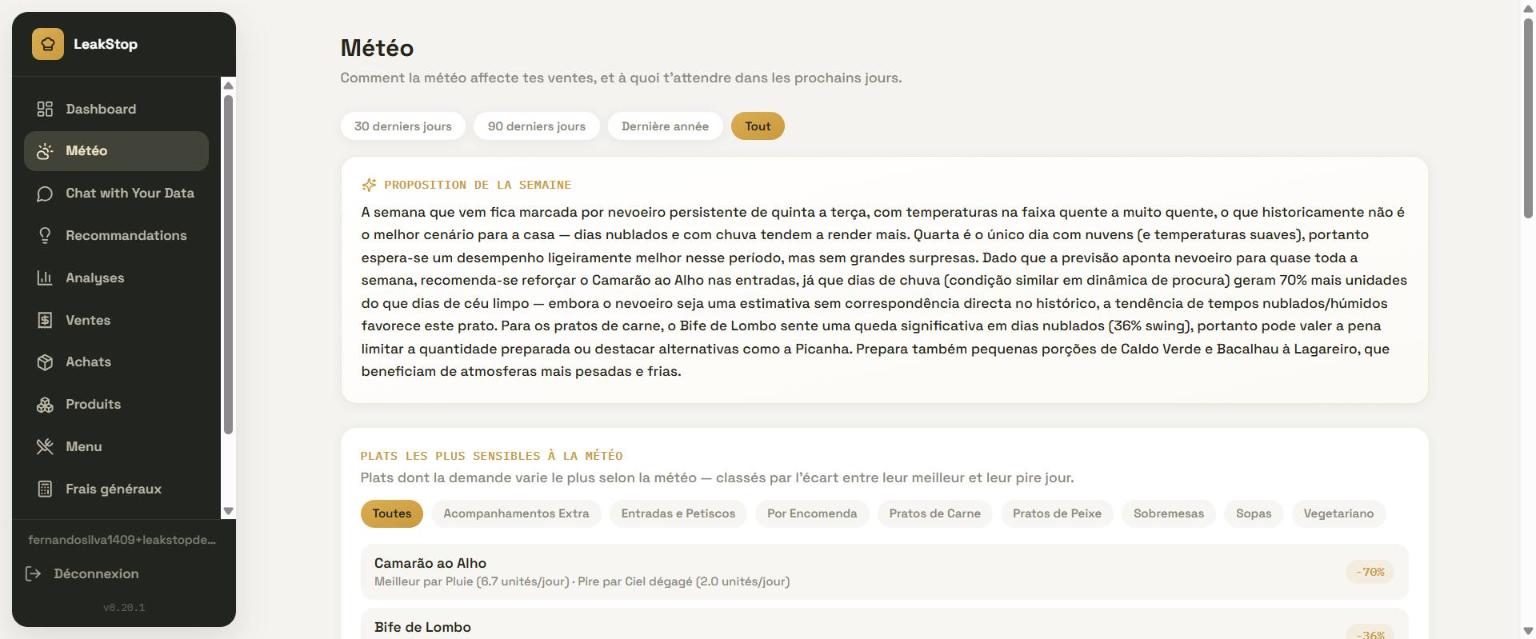 LeakStop
Dashboard
Météo
Chat with Your Data
Recommandations
Analyses
Ventes
Achats
Produits
Menu
Frais généraux
fernandosilva1409+leakstopde...
Déconnexion
v0.20.1
Météo
Comment la météo affecte tes ventes, et à quoi t'attendre dans les prochains jours.
30 derniers jours
90 derniers jours
Dernière année
Tout
PROPOSITION DE LA SEMAINE
A semana que vem fica marcada por nevoeiro persistente de quinta a terça, com temperaturas na faixa quente a muito quente, o que historicamente não é
o melhor cenário para a casa — dias nublados e com chuva tendem a render mais. Quarta é o único dia com nuvens (e temperaturas suaves), portanto
espera-se um desempenho ligeiramente melhor nesse período, mas sem grandes surpresas. Dado que a previsão aponta nevoeiro para quase toda a
semana, recomenda-se reforçar o Camarão ao Alho nas entradas, já que dias de chuva (condição similar em dinâmica de procura) geram 70% mais unidades
do que dias de céu limpo — embora o nevoeiro seja uma estimativa sem correspondência directa no histórico, a tendência de tempos nublados/húmidos
favorece este prato. Para os pratos de carne, o Bife de Lombo sente uma queda significativa em dias nublados (36% swing), portanto pode valer a pena
limitar a quantidade preparada ou destacar alternativas como a Picanha. Prepara também pequenas porções de Caldo Verde e Bacalhau à Lagareiro, que
beneficiam de atmosferas mais pesadas e frias.
PLATS LES PLUS SENSIBLES À LA MÉTÉO
Plats dont la demande varie le plus selon la météo — classés par l'écart entre leur meilleur et leur pire jour.
Toutes
Acompanhamentos Extra
Entradas e Petiscos
Por Encomenda
Pratos de Carne
Pratos de Peixe
Sobremesas
Sopas
Vegetariano
Camarão ao Alho
Meilleur par Pluie (6.7 unités/jour) · Pire par Ciel dégagé (2.0 unités/jour)
-70%
Bife de Lombo
-36%